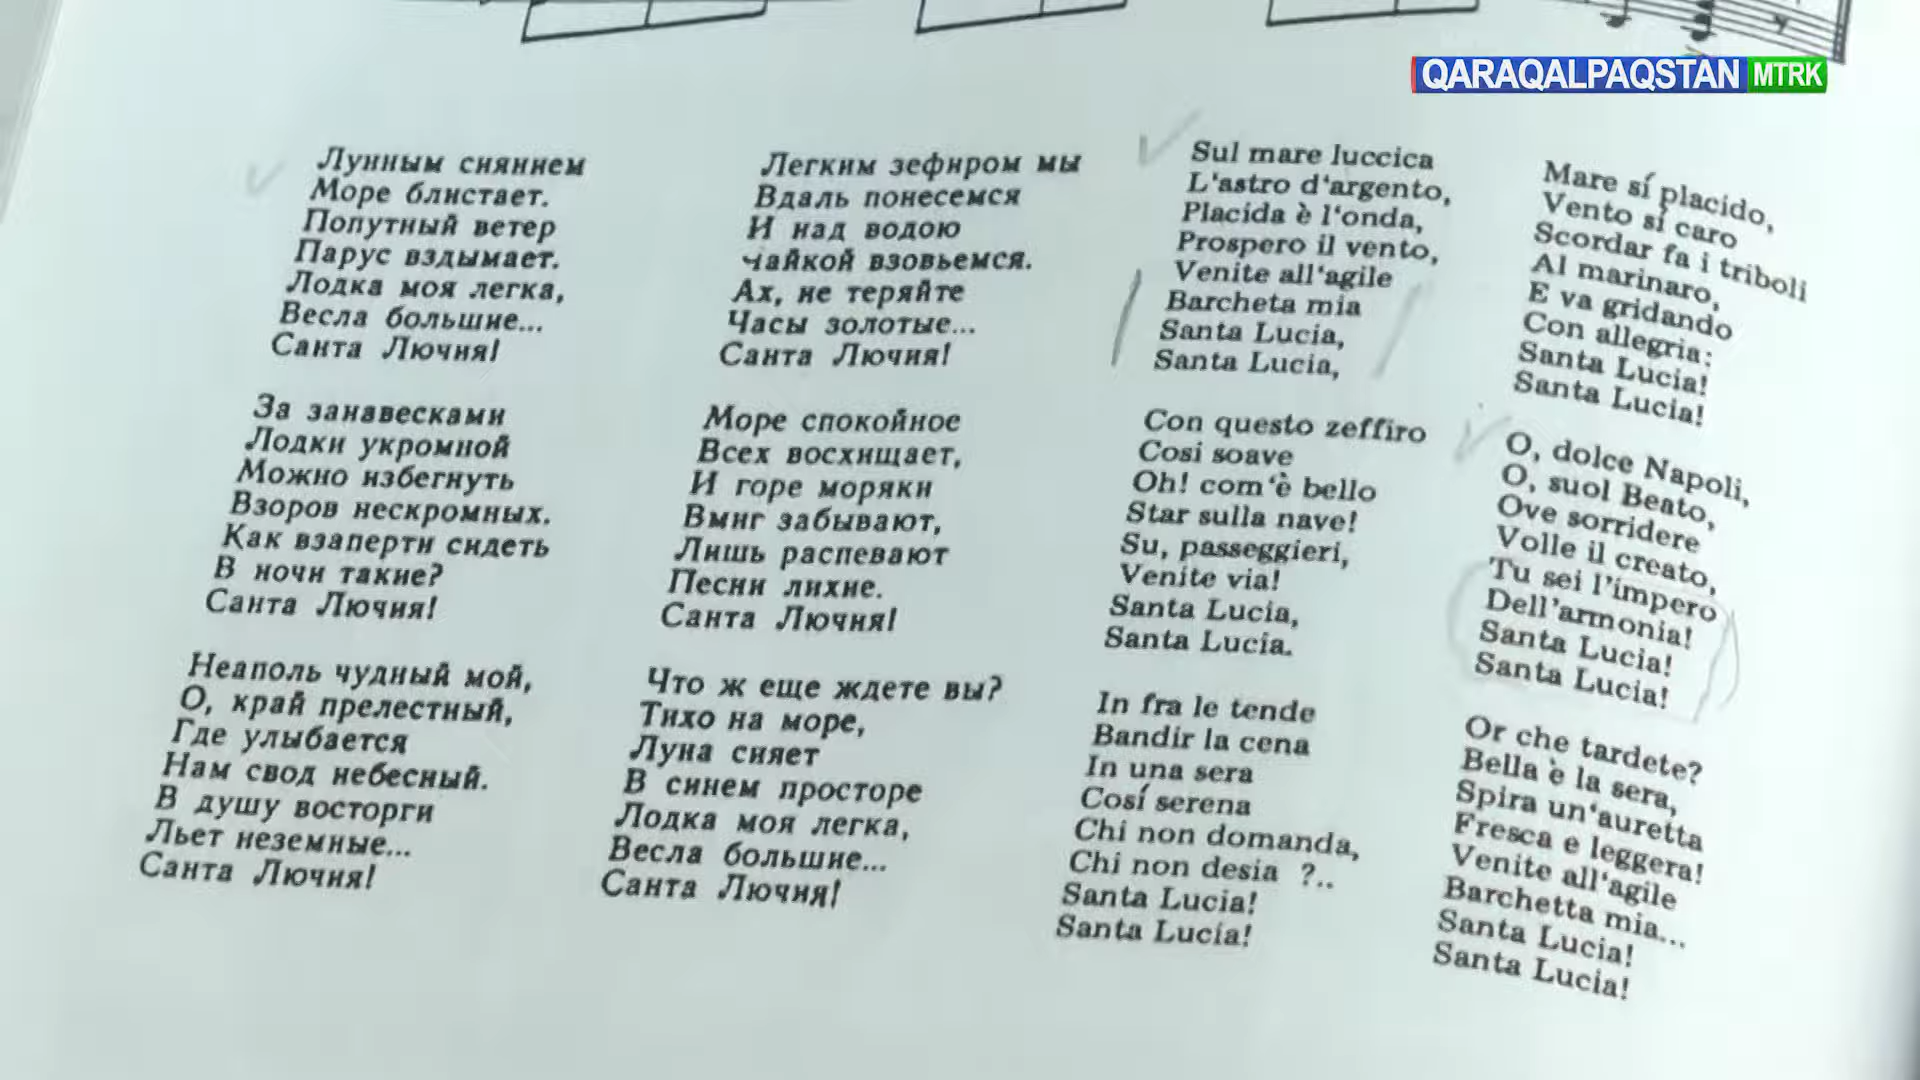 QARAQALPAQSTAN MTRK
Лунным сиянием
Море блистает.
Попутный ветер
Парус вздымает.
Лодка моя легка,
Весла большие...
Санта Лючия!
За занавесками
Лодки укромной
Можно избегнуть
Взоров нескромных.
Как взаперти сидеть
В ночи такие?
Санта Лючия!
Неаполь чудный мой,
О, край прелестный,
Где улыбается
Нам свод небесный.
В душу восторги
Льет неземные...
Санта Лючия!
Легким зефиром мы
Вдаль понесемся
И над водою
чайкой взовьемся.
Ах, не теряйте
Часы золотые...
Санта Лючия!
Море спокойное
Всех восхищает,
И горе моряки
Вмиг забывают,
Лишь распевают
Песни лихие.
Санта Лючия!
Что ж еще ждете вы?
Тихо на море,
Луна сияет
В синем просторе
Лодка моя легка,
Весла большие...
Санта Лючия!
Sul mare luccica
L‘astro d‘argento,
Placida è l‘onda,
Prospero il vento,
Venite all‘agile
Barcheta mia
Santa Lucia,
Santa Lucia,
Con questo zeffiro
Cosi soave
Oh! com‘è bello
Star sulla nave!
Su, passeggieri,
Venite via!
Santa Lucia,
Santa Lucia.
In fra le tende
Bandir la cena
In una sera
Cosí serena
Chi non domanda,
Chi non desia ?..
Santa Lucia!
Santa Lucia!
Mare sí placido,
Vento sí caro
Scordar fa i triboli
Al marinaro,
E va gridando
Con allegria:
Santa Lucia!
Santa Lucia!
O, dolce Napoli,
O, suol Beato,
Ove sorridere
Volle il creato,
Tu sei l’impero
Dell’armonia!
Santa Lucia!
Santa Lucia!
Or che tardete?
Bella è la sera,
Spira un‘auretta
Fresca e leggera!
Venite all‘agile
Barchetta mia...
Santa Lucia!
Santa Lucia!